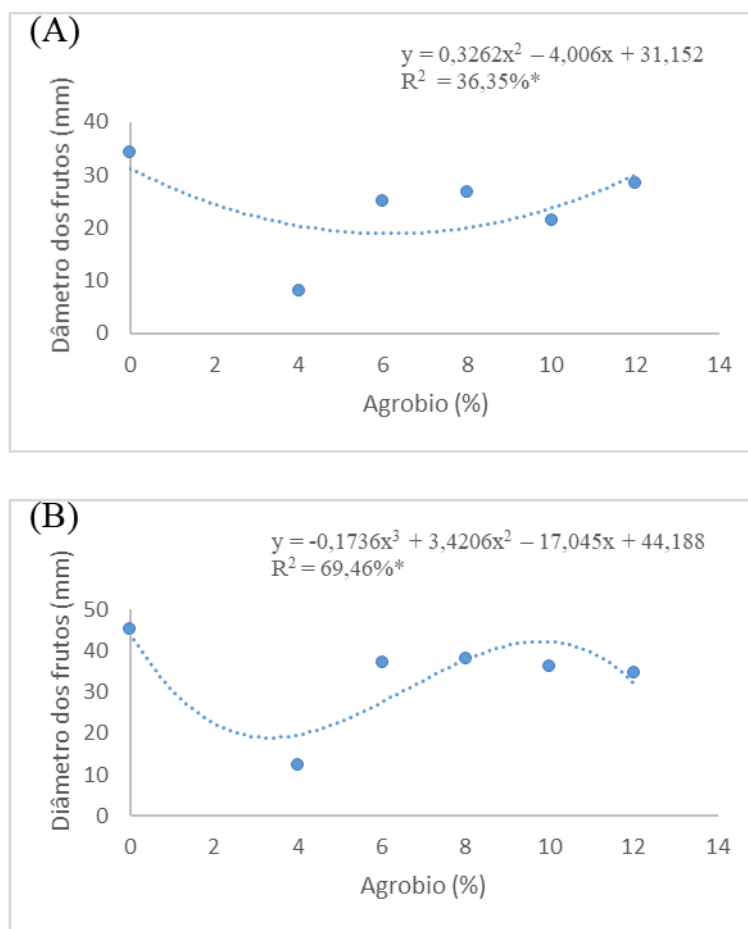 (A)
y = 0,3262x² − 4,006x + 31,152
R² = 36,35%*
Dâmetro dos frutos (mm)
40
30
20
10
0
0 2 4 6 8 10 12 14
Agrobio (%)
(B)
y = -0,1736x³ + 3,4206x² − 17,045x + 44,188
R² = 69,46%*
Diâmetro dos frutos (mm)
50
40
30
20
10
0
0 2 4 6 8 10 12 14
Agrobio (%)